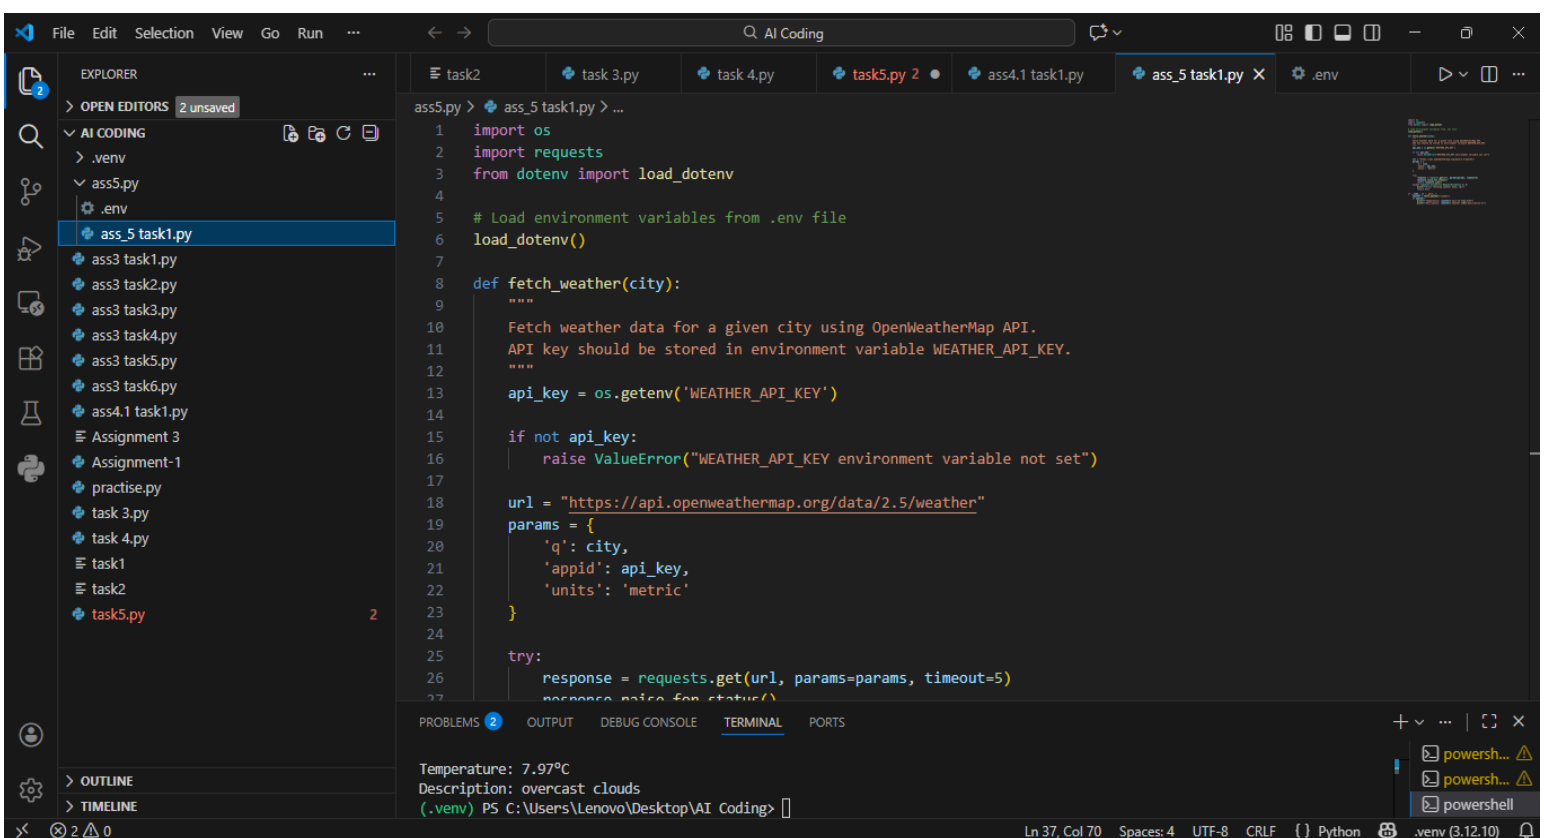 File Edit Selection View Go Run ···
AI Coding
EXPLORER ···
OPEN EDITORS 2 unsaved
AI CODING
.venv
ass5.py
.env
ass_5 task1.py
ass3 task1.py
ass3 task2.py
ass3 task3.py
ass3 task4.py
ass3 task5.py
ass3 task6.py
ass4.1 task1.py
Assignment 3
Assignment-1
practise.py
task 3.py
task 4.py
task1
task2
task5.py 2
OUTLINE
TIMELINE
2
task2 task 3.py task 4.py task5.py 2 ass4.1 task1.py ass_5 task1.py .env ···
ass5.py > ass_5 task1.py > ...
1 import os
2 import requests
3 from dotenv import load_dotenv
4
5 # Load environment variables from .env file
6 load_dotenv()
7
8 def fetch_weather(city):
9 """
10 Fetch weather data for a given city using OpenWeatherMap API.
11 API key should be stored in environment variable WEATHER_API_KEY.
12 """
13 api_key = os.getenv('WEATHER_API_KEY')
14
15 if not api_key:
16 raise ValueError("WEATHER_API_KEY environment variable not set")
17
18 url = "https://api.openweathermap.org/data/2.5/weather"
19 params = {
20 'q': city,
21 'appid': api_key,
22 'units': 'metric'
23 }
24
25 try:
26 response = requests.get(url, params=params, timeout=5)
27 response.raise_for_status()
PROBLEMS 2 OUTPUT DEBUG CONSOLE TERMINAL PORTS ···
Temperature: 7.97°C
Description: overcast clouds
(.venv) PS C:\Users\Lenovo\Desktop\AI Coding>
powersh...
powersh...
powershell
2 0 Ln 37, Col 70 Spaces: 4 UTF-8 CRLF {} Python .venv (3.12.10)